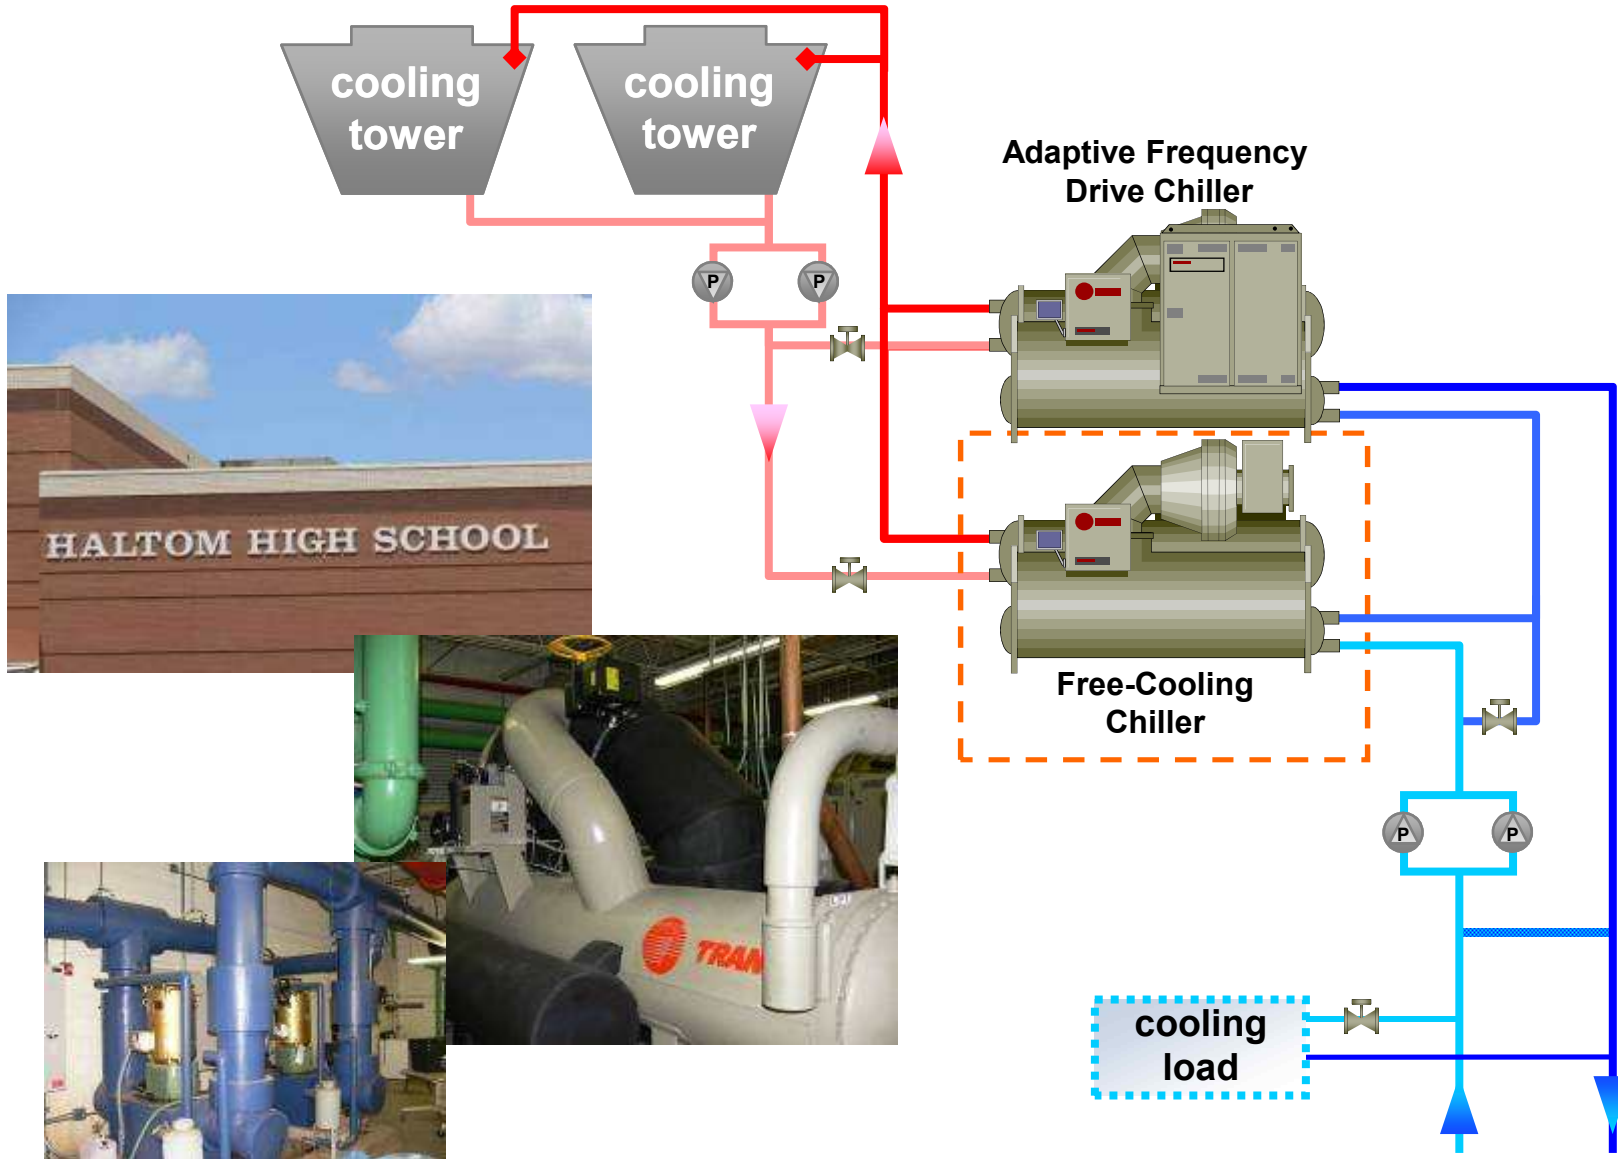 cooling
tower
cooling
tower
Adaptive Frequency
Drive Chiller
P
P
HALTOM HIGH SCHOOL
Free-Cooling
Chiller
TRAN
P
P
cooling
load